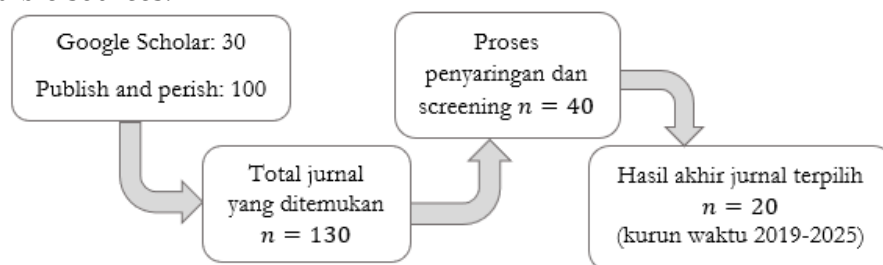 Google Scholar: 30
Publish and perish: 100
Total jurnal
yang ditemukan
n = 130
Proses
penyaringan dan
screening n = 40
Hasil akhir jurnal terpilih
n = 20
(kurun waktu 2019-2025)